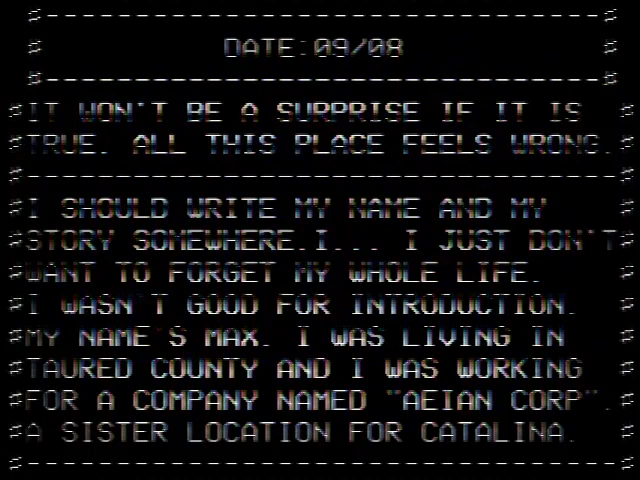 DATE:09/08
IT WON'T BE A SURPRISE IF IT IS
TRUE. ALL THIS PLACE FEELS WRONG.
I SHOULD WRITE MY NAME AND MY
STORY SOMEWHERE.I... I JUST DON'T
WANT TO FORGET MY WHOLE LIFE.
I WASN'T GOOD FOR INTRODUCTION.
MY NAME'S MAX. I WAS LIVING IN
TAURED COUNTY AND I WAS WORKING
FOR A COMPANY NAMED "AEIAN CORP".
A SISTER LOCATION FOR CATALINA.